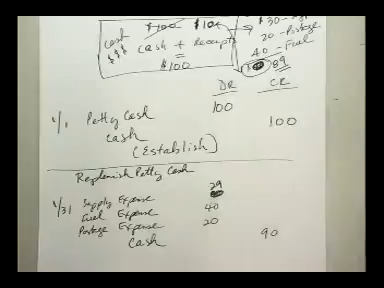 $100 $10
Cash
$$$
Cash + Receipts
=
$100
$30
20 - Postage
40 - Fuel
89
DR CR
1/1 Petty Cash 100
Cash 100
(Establish)
Replenish Petty Cash
1/31 Supply Expense 29
Fuel Expense 40
Postage Expense 20
Cash 90